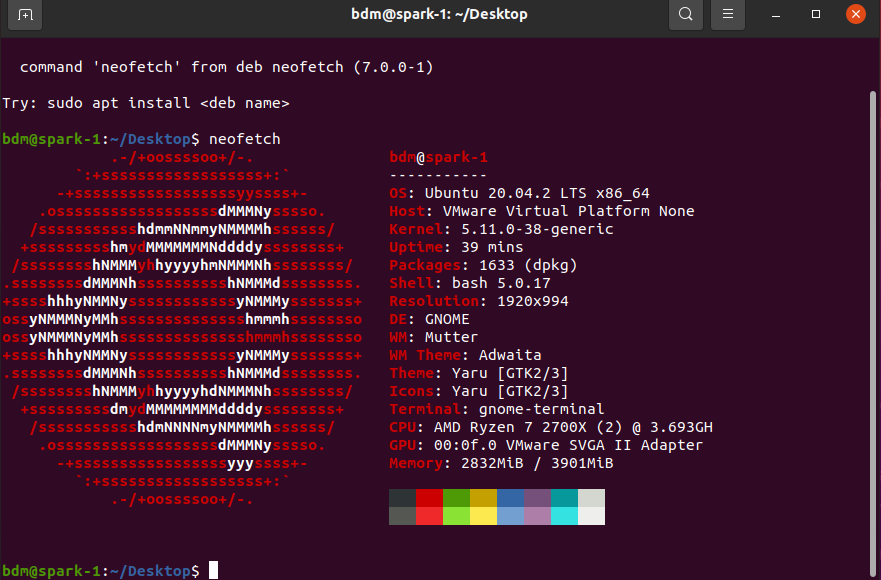 bdm@spark-1: ~/Desktop
command 'neofetch' from deb neofetch (7.0.0-1)
Try: sudo apt install <deb name>
bdm@spark-1:~/Desktop$ neofetch
.-/+oossssoo+/-.
`:+ssssssssssssssssss+:`
-+ssssssssssssssssssyyssss+-
.ossssssssssssssssssdMMMNysssso.
/ssssssssssshdmmNNmmyNMMMMhssssss/
+ssssssssshmydMMMMMMMNddddyssssssss+
/sssssssshNMMMyhhyyyyhmNMMMNhssssssss/
.ssssssssdMMMNhsssssssssshNMMMdssssssss.
+sssshhhyNMMNyssssssssssssyNMMMysssssss+
ossyNMMMNyMMhsssssssssssssshmmmhssssssso
ossyNMMMNyMMhsssssssssssssshmmmhssssssso
+sssshhhyNMMNyssssssssssssyNMMMysssssss+
.ssssssssdMMMNhsssssssssshNMMMdssssssss.
/sssssssshNMMMyhhyyyyhdNMMMNhssssssss/
+sssssssssdmydMMMMMMMMddddyssssssss+
/ssssssssssshdmNNNNmyNMMMMhssssss/
.ossssssssssssssssssdMMMNysssso.
-+sssssssssssssssssyyyssss+-
`:+ssssssssssssssssss+:`
.-/+oossssoo+/-.
bdm@spark-1
-----------
OS: Ubuntu 20.04.2 LTS x86_64
Host: VMware Virtual Platform None
Kernel: 5.11.0-38-generic
Uptime: 39 mins
Packages: 1633 (dpkg)
Shell: bash 5.0.17
Resolution: 1920x994
DE: GNOME
WM: Mutter
WM Theme: Adwaita
Theme: Yaru [GTK2/3]
Icons: Yaru [GTK2/3]
Terminal: gnome-terminal
CPU: AMD Ryzen 7 2700X (2) @ 3.693GH
GPU: 00:0f.0 VMware SVGA II Adapter
Memory: 2832MiB / 3901MiB
bdm@spark-1:~/Desktop$